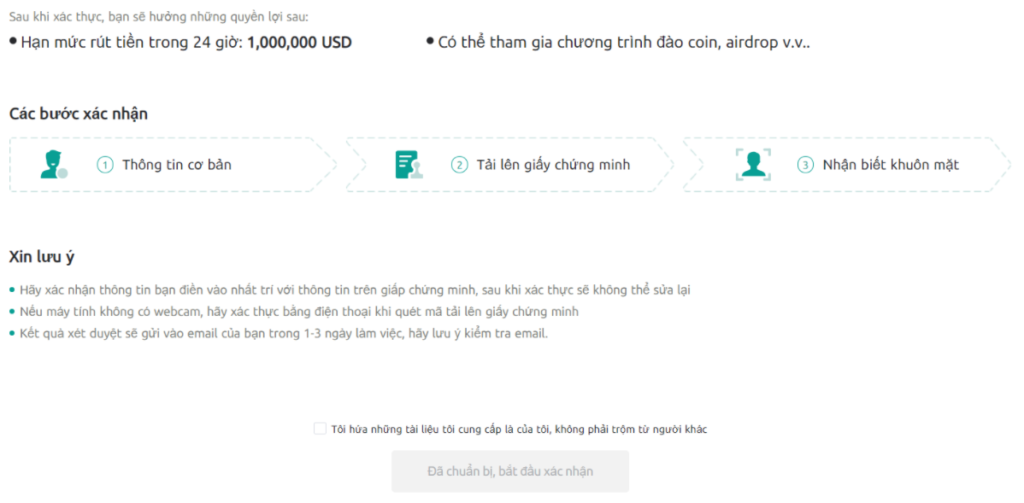 Sau khi xác thực, bạn sẽ hưởng những quyền lợi sau:
• Hạn mức rút tiền trong 24 giờ: 1,000,000 USD
• Có thể tham gia chương trình đào coin, airdrop v.v..
Các bước xác nhận
1 Thông tin cơ bản
2 Tải lên giấy chứng minh
3 Nhận biết khuôn mặt
Xin lưu ý
• Hãy xác nhận thông tin bạn điền vào nhất trí với thông tin trên giấp chứng minh, sau khi xác thực sẽ không thể sửa lại
• Nếu máy tính không có webcam, hãy xác thực bằng điện thoại khi quét mã tải lên giấy chứng minh
• Kết quả xét duyệt sẽ gửi vào email của bạn trong 1-3 ngày làm việc, hãy lưu ý kiểm tra email.
Tôi hứa những tài liệu tôi cung cấp là của tôi, không phải trộm từ người khác
Đã chuẩn bị, bắt đầu xác nhận